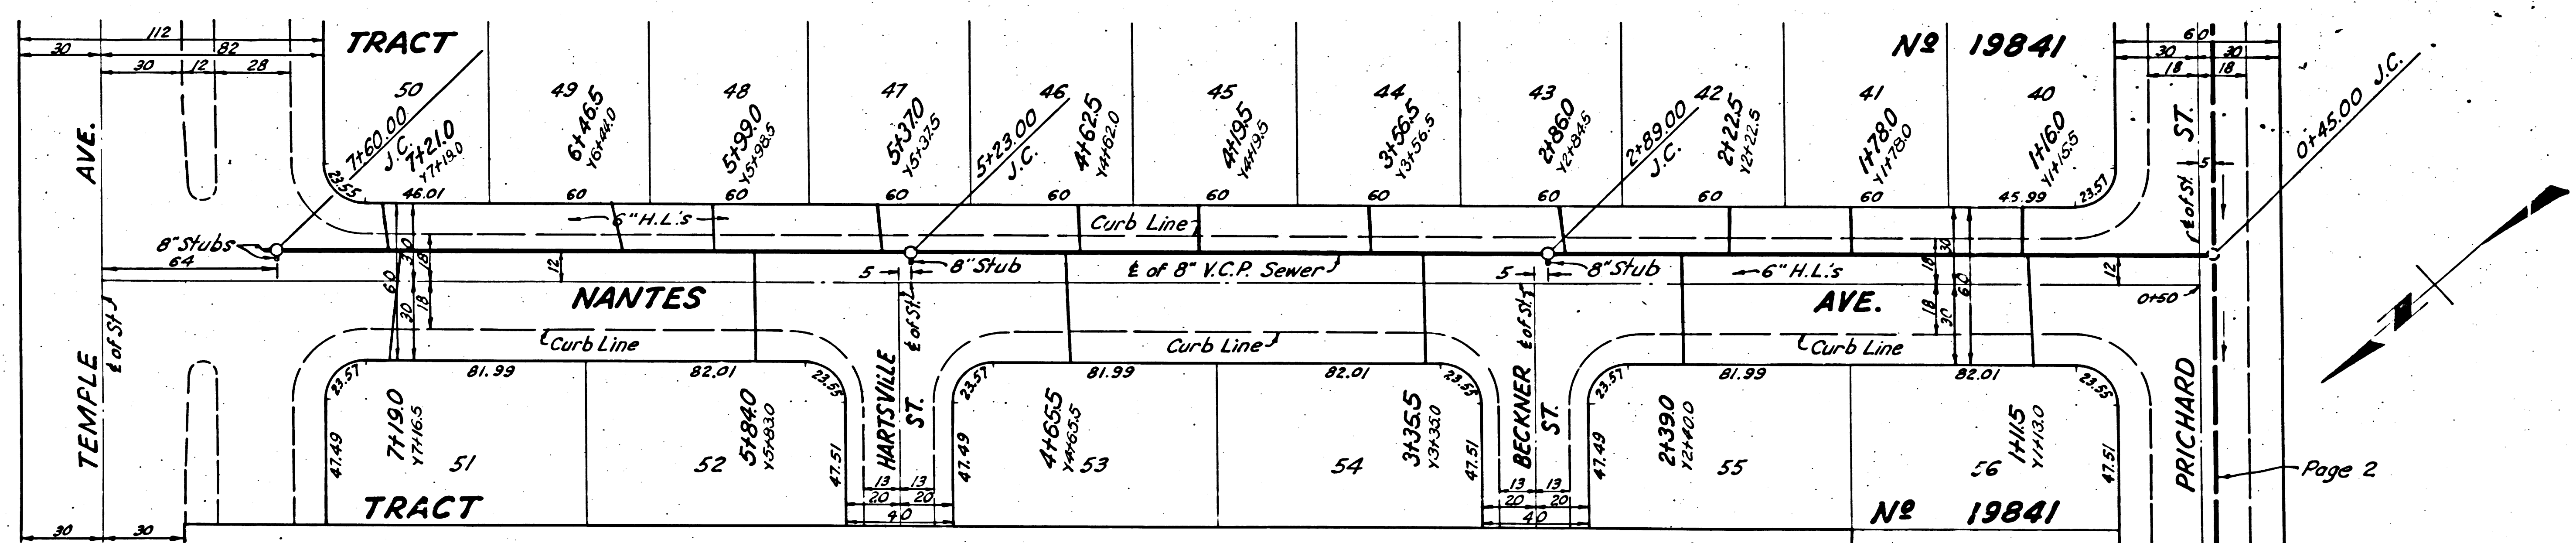 112
30
82
30
12
28
TRACT
Nº 19841
60
30
30
18
18
50
49
48
47
46
45
44
43
42
41
40
7+60.00
J.C.
7+21.0
Y7+19.0
6+46.5
Y6+44.0
5+99.0
Y5+98.5
5+37.0
Y5+37.5
5+23.00
J.C.
4+62.5
Y4+62.0
4+19.5
Y4+19.5
3+56.5
Y3+56.5
2+86.0
Y2+84.5
2+89.00
J.C.
2+22.5
Y2+22.5
1+78.0
Y1+78.0
1+16.0
Y1+15.5
0+45.00 J.C.
AVE.
ST.
5
℄ of St.
23.55
46.01
60
60
60
60
60
60
60
60
60
45.99
23.57
6" H.L.'s
Curb Line
8" Stubs
64
12
60
30
18
30
18
5
8" Stub
℄ of 8" V.C.P. Sewer
5
8" Stub
6" H.L.'s
18
30
60
18
30
12
0+50
NANTES
AVE.
℄ of St.
℄ of St.
℄ of St.
Curb Line
Curb Line
Curb Line
TEMPLE
HARTSVILLE
ST.
BECKNER
ST.
PRICHARD
23.57
81.99
82.01
23.55
23.57
81.99
82.01
23.55
23.57
81.99
82.01
23.55
47.49
7+19.0
Y7+16.5
51
52
5+84.0
Y5+83.0
47.51
47.49
4+65.5
Y4+65.5
53
54
3+35.5
Y3+35.0
47.51
47.49
2+39.0
Y2+40.0
55
56
1+11.5
Y1+13.0
47.51
Page 2
13
13
20
20
40
13
13
20
20
40
TRACT
Nº 19841
30
30